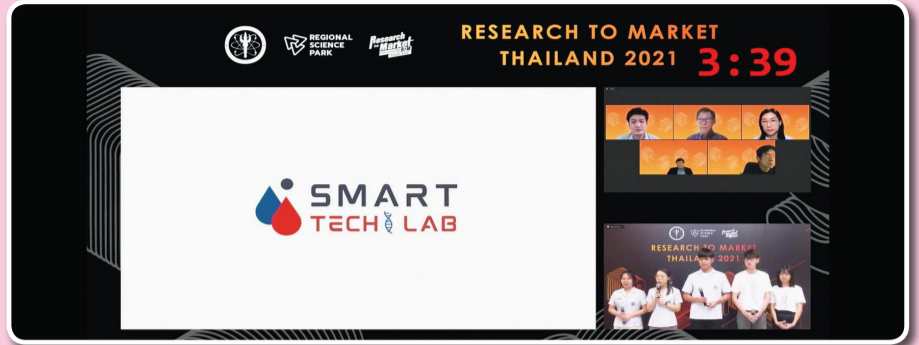 REGIONAL
SCIENCE
PARK
Research
to Market
RESEARCH TO MARKET
THAILAND 2021
3:39
SMART
TECH LAB
RESEARCH TO MARKET
THAILAND 2021